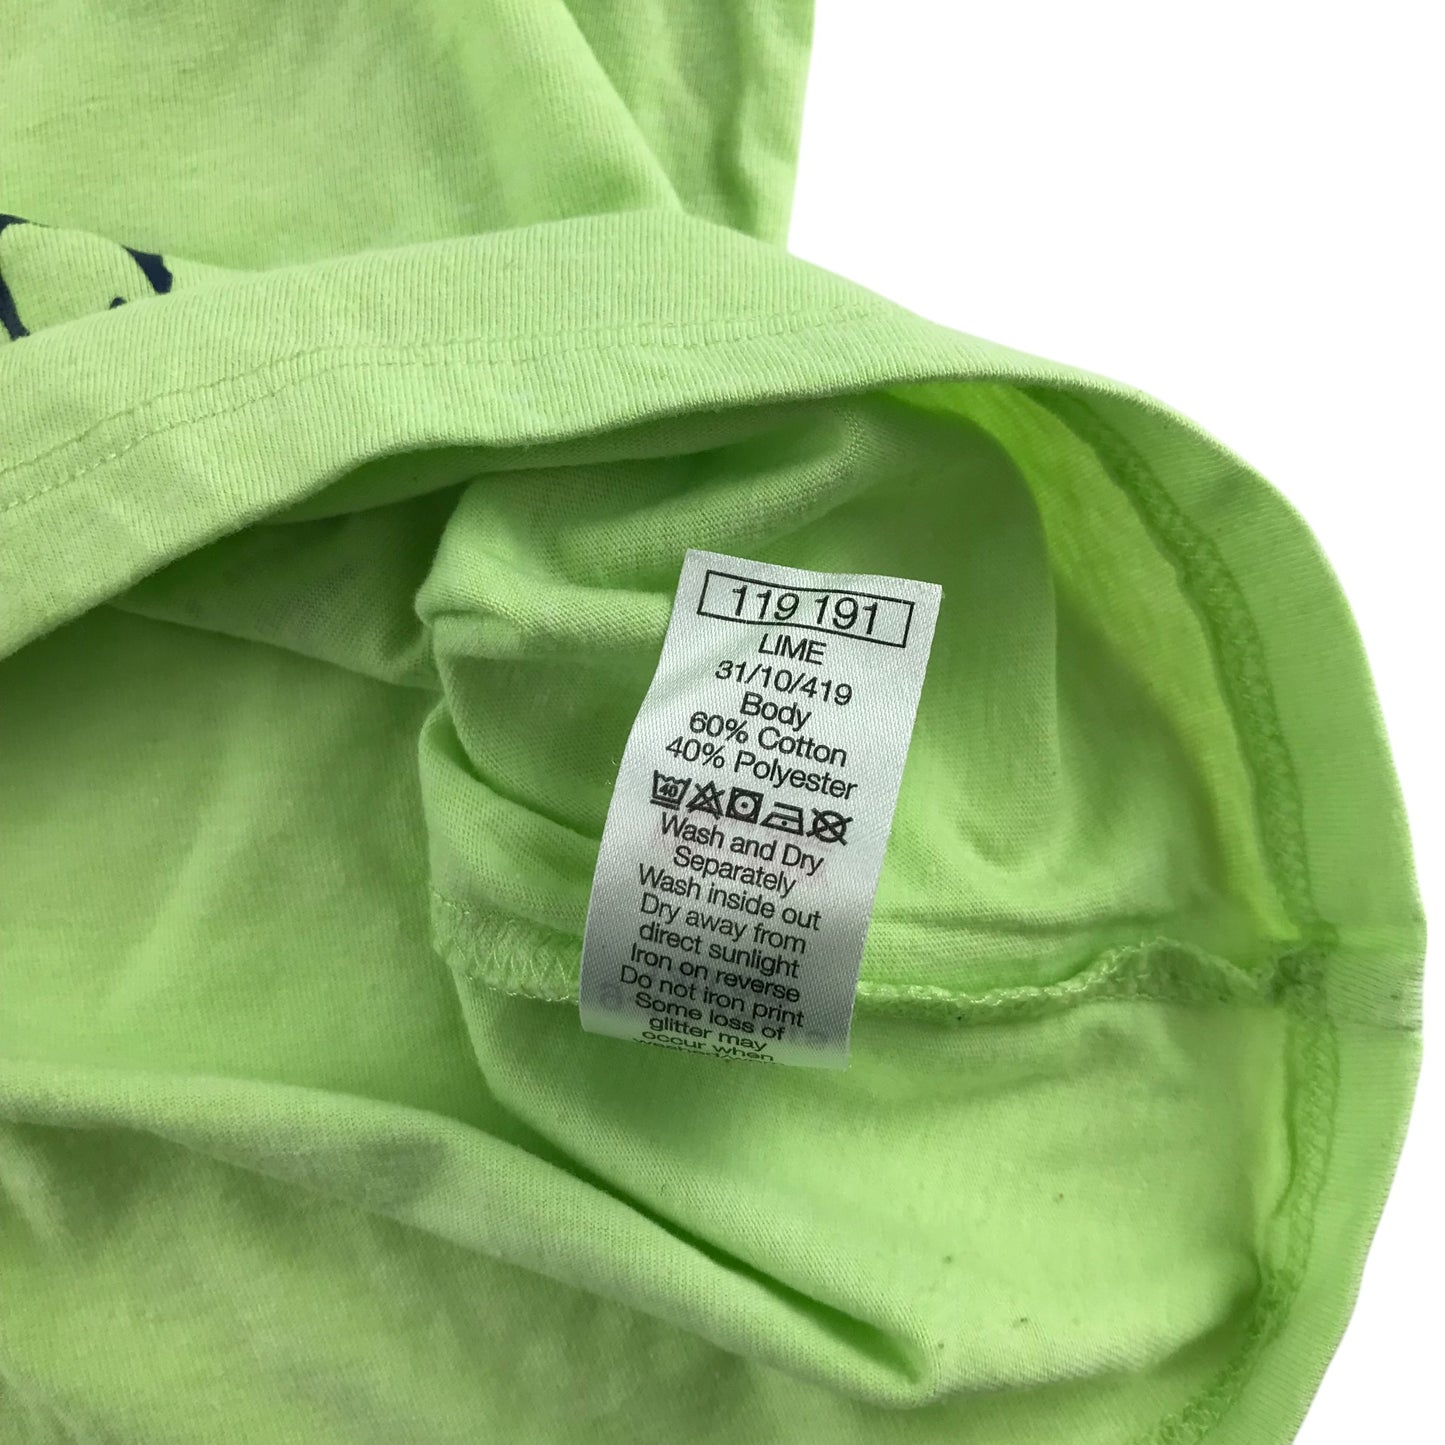 119 191
LIME
31/10/419
Body
60% Cotton
40% Polyester
40
Wash and Dry
Separately
Wash inside out
Dry away from
direct sunlight
Iron on reverse
Do not iron print
Some loss of
glitter may
occur when